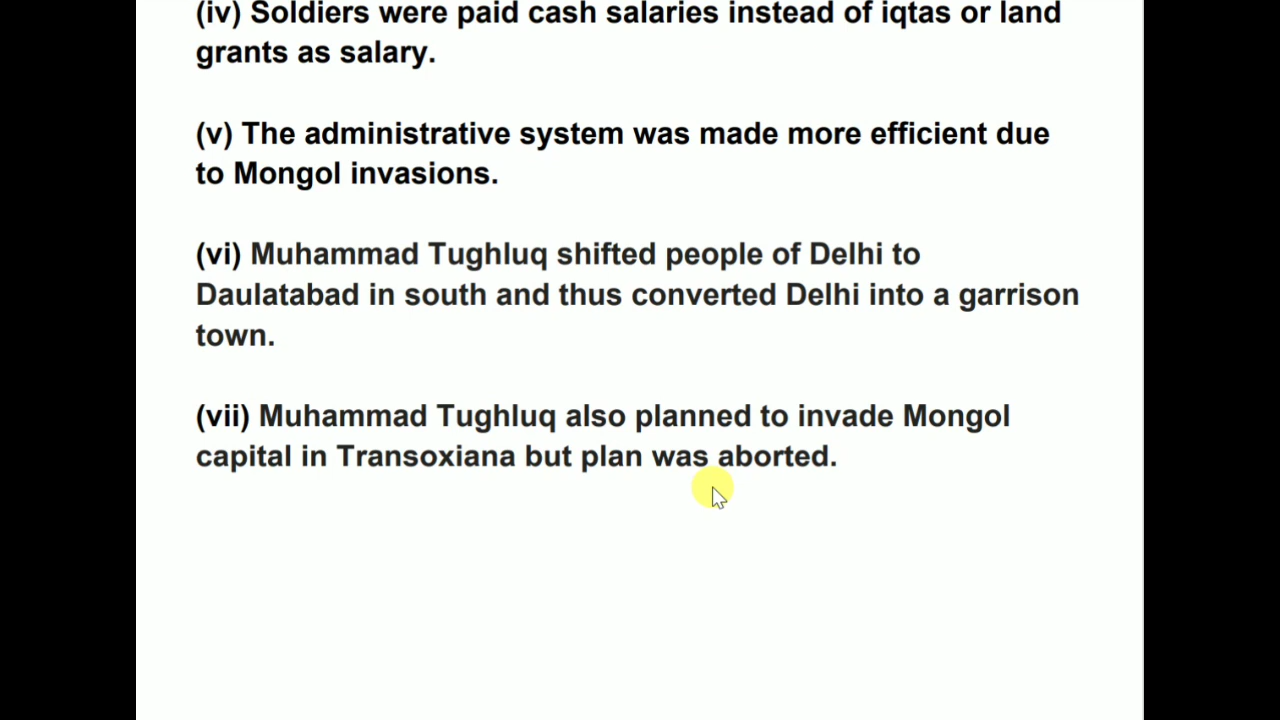 (iv) Soldiers were paid cash salaries instead of iqtas or land
grants as salary.
(v) The administrative system was made more efficient due
to Mongol invasions.
(vi) Muhammad Tughluq shifted people of Delhi to
Daulatabad in south and thus converted Delhi into a garrison
town.
(vii) Muhammad Tughluq also planned to invade Mongol
capital in Transoxiana but plan was aborted.